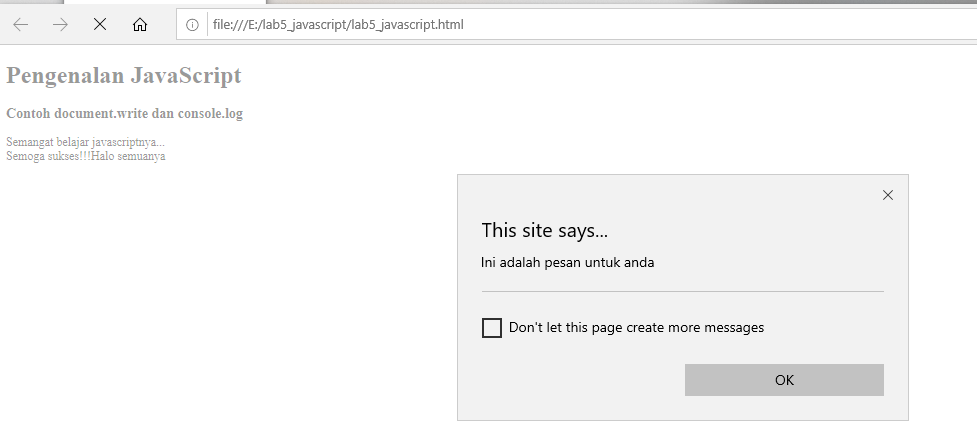 file:///E:/lab5_javascript/lab5_javascript.html
Pengenalan JavaScript
Contoh document.write dan console.log
Semangat belajar javascriptnya...
Semoga sukses!!!Halo semuanya
This site says...
Ini adalah pesan untuk anda
Don't let this page create more messages
OK